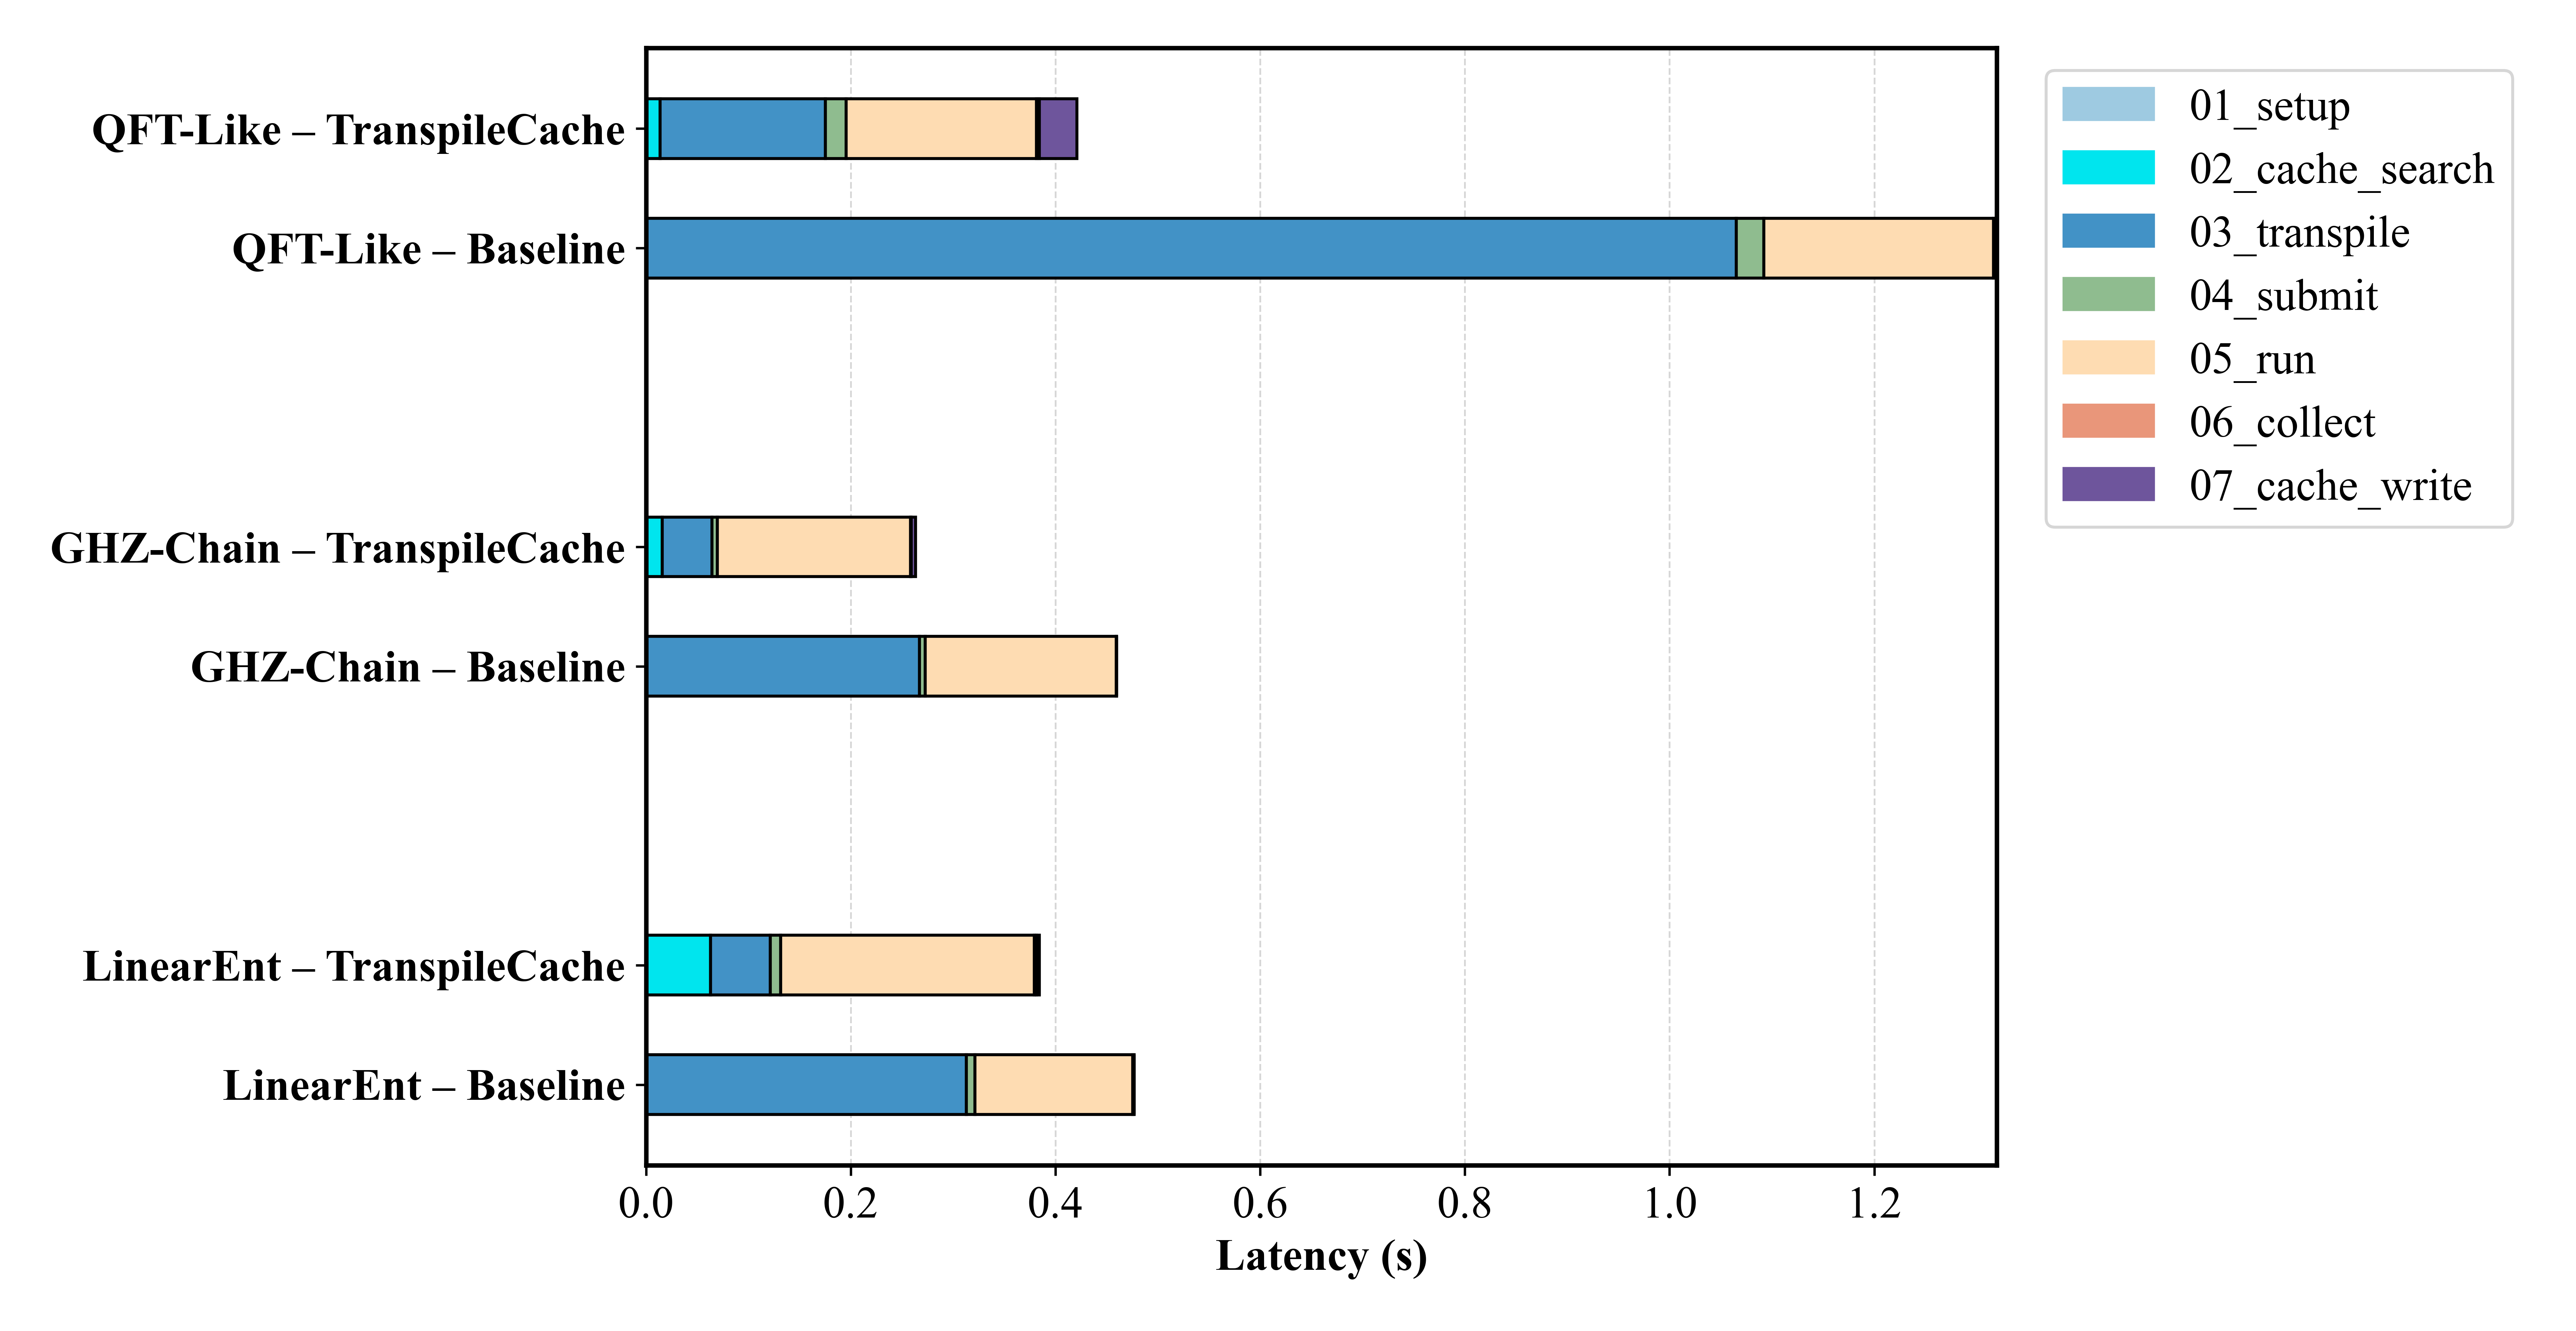 QFT-Like – TranspileCache
QFT-Like – Baseline
GHZ-Chain – TranspileCache
GHZ-Chain – Baseline
LinearEnt – TranspileCache
LinearEnt – Baseline
0.0 0.2 0.4 0.6 0.8 1.0 1.2
Latency (s)
01_setup
02_cache_search
03_transpile
04_submit
05_run
06_collect
07_cache_write